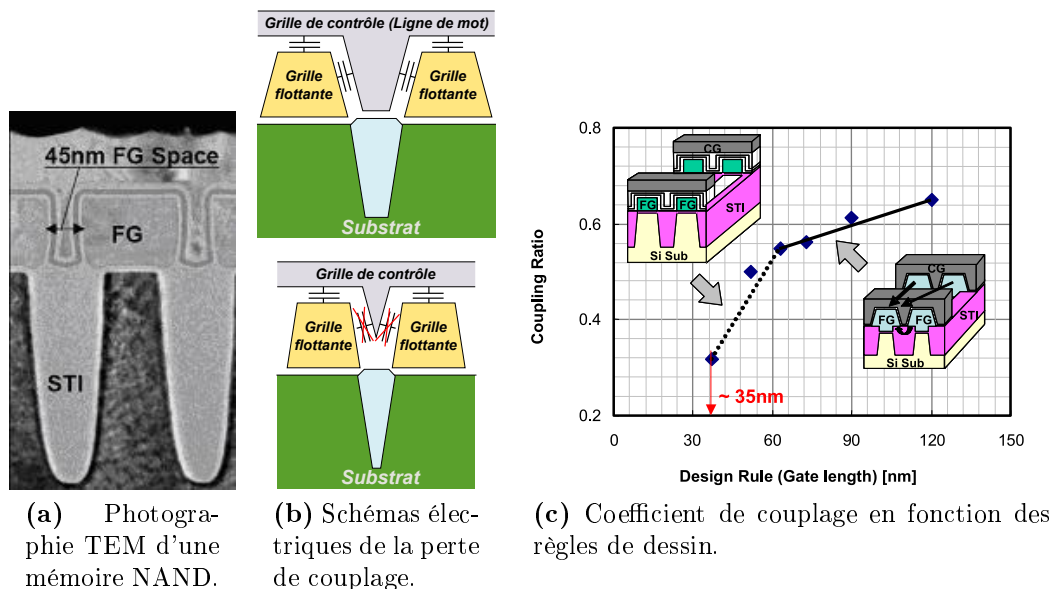 45nm FG Space
FG
STI
Grille de contrôle (Ligne de mot)
Grille
flottante
Grille
flottante
Substrat
Grille de contrôle
Grille
flottante
Grille
flottante
Substrat
Coupling Ratio
0.8
0.6
0.4
0.2
0
30
60
90
120
150
Design Rule (Gate length) [nm]
CG
FG
FG
STI
Si Sub
CG
FG
FG
STI
Si Sub
~ 35nm
(a) Photogra-
phie TEM d'une
mémoire NAND.
(b) Schémas élec-
triques de la perte
de couplage.
(c) Coefficient de couplage en fonction des
règles de dessin.